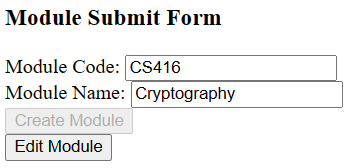 Module Submit Form
Module Code: CS416
Module Name: Cryptography
Create Module
Edit Module